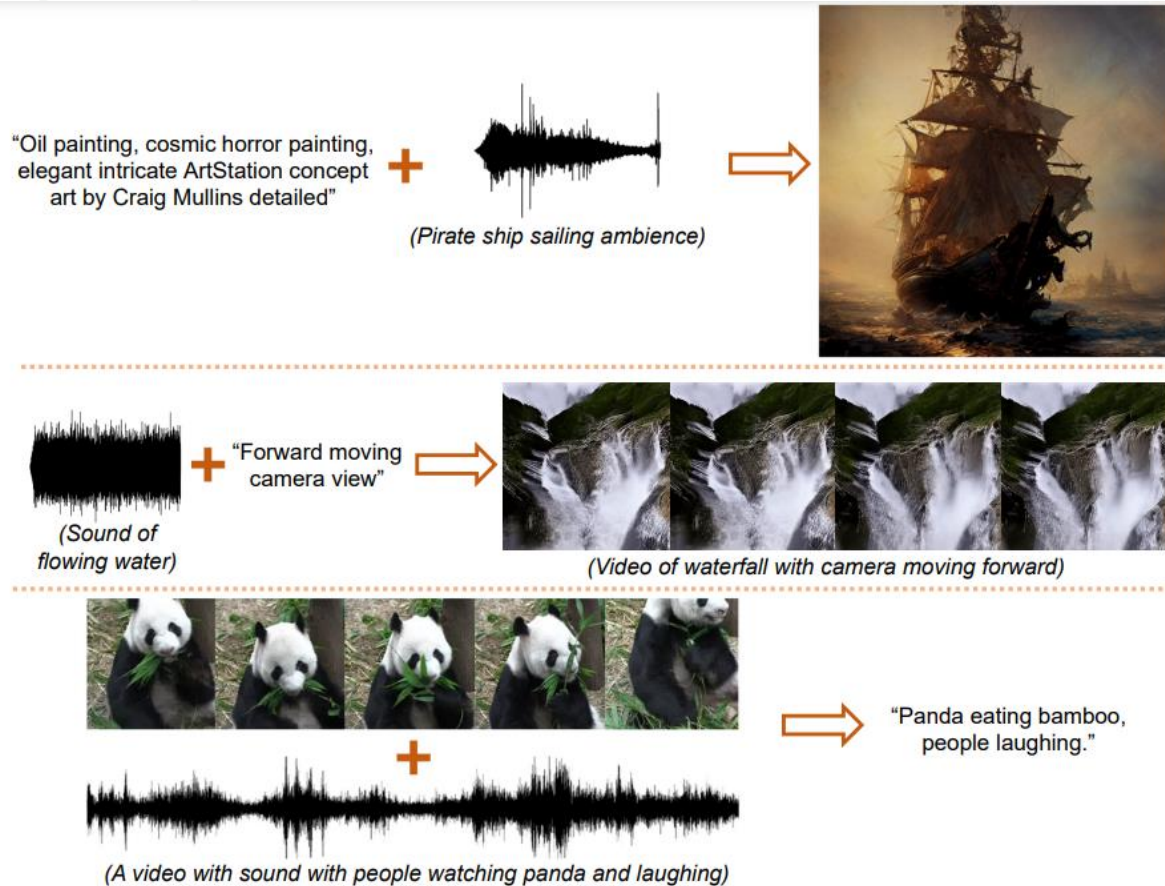 “Oil painting, cosmic horror painting,
elegant intricate ArtStation concept
art by Craig Mullins detailed”
(Pirate ship sailing ambience)
“Forward moving
camera view”
(Sound of
flowing water)
(Video of waterfall with camera moving forward)
“Panda eating bamboo,
people laughing.”
(A video with sound with people watching panda and laughing)